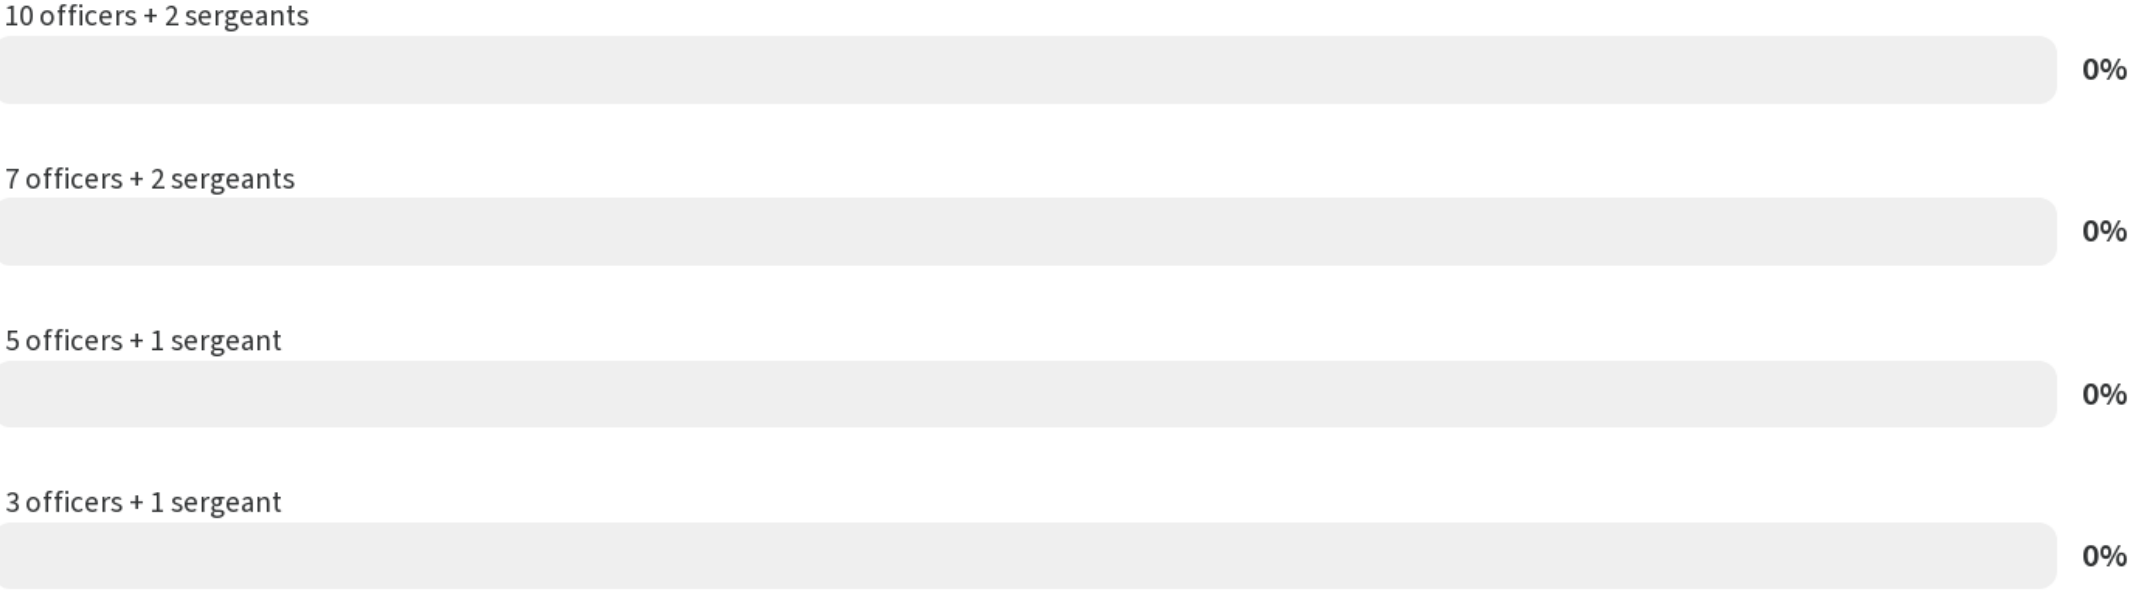 10 officers + 2 sergeants
0%
7 officers + 2 sergeants
0%
5 officers + 1 sergeant
0%
3 officers + 1 sergeant
0%